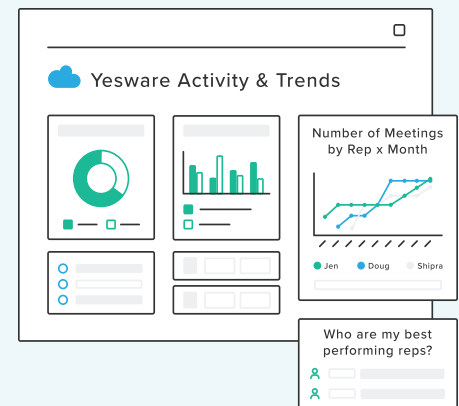 Yesware Activity & Trends
Number of Meetings
by Rep x Month
Jen Doug Shipra
Who are my best
performing reps?